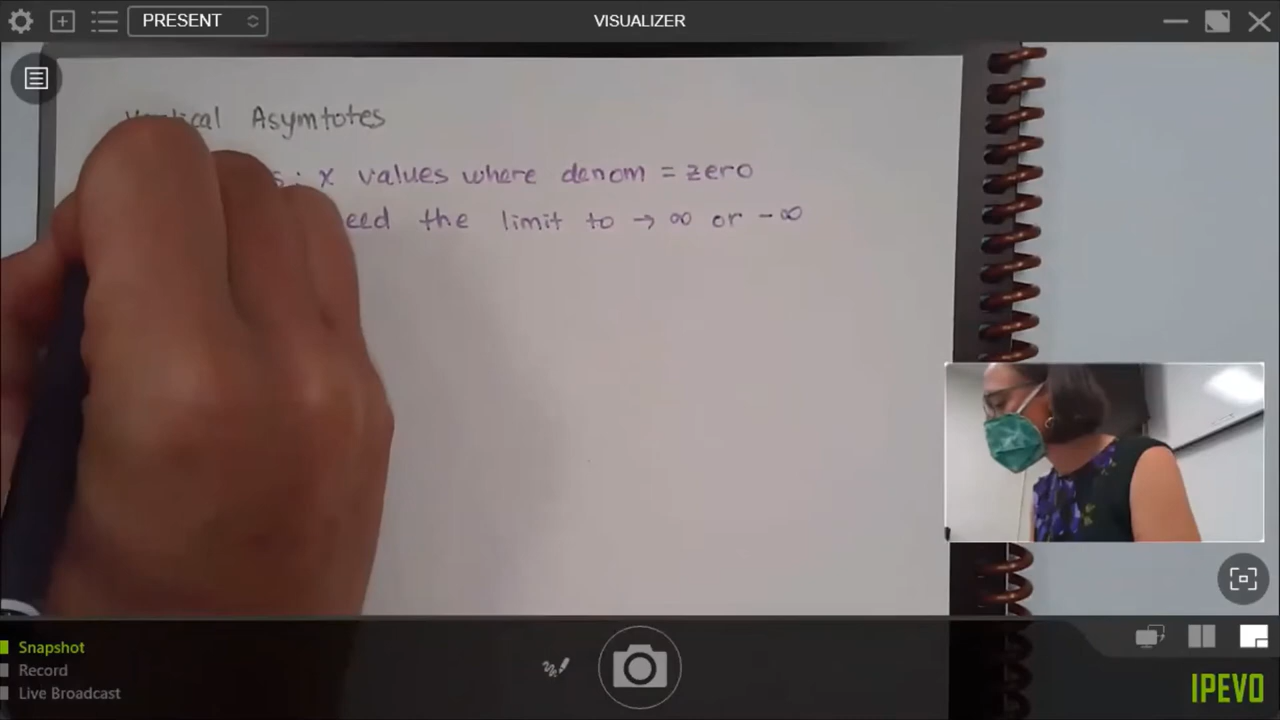 PRESENT
VISUALIZER
Asymtotes
: x values where denom = zero
the limit to → ∞ or - ∞
Snapshot
Record
Live Broadcast
IPEVO